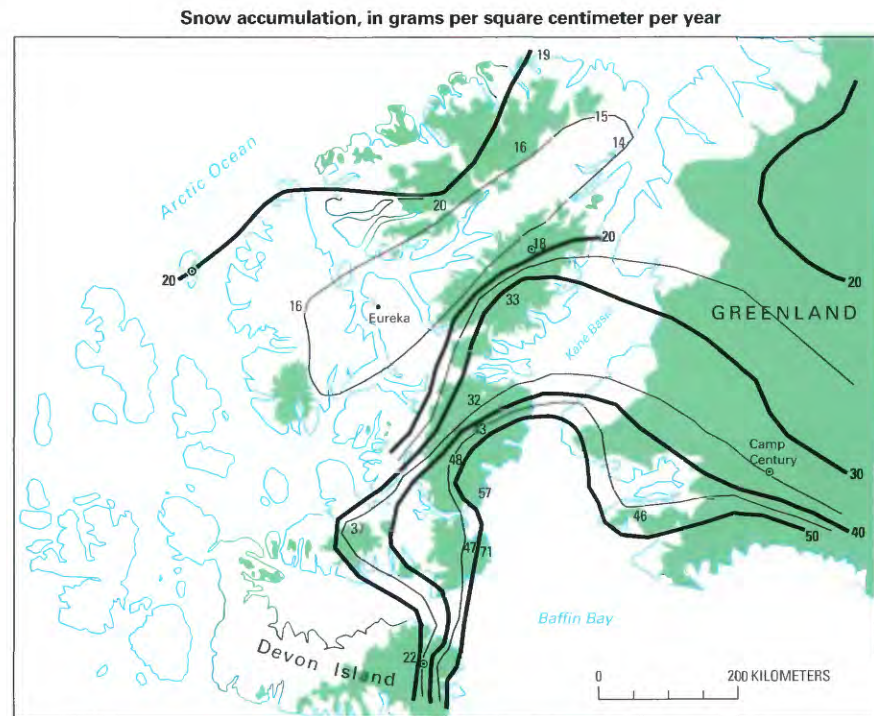 Snow accumulation, in grams per square centimeter per year
19
15
14
16
Arctic Ocean
20
18
20
20
20
33
16
Eureka
GREENLAND
Kane Basin
32
43
Camp
Century
48
30
57
46
37
50
40
47
71
Baffin Bay
Devon Island
22
0
200 KILOMETERS